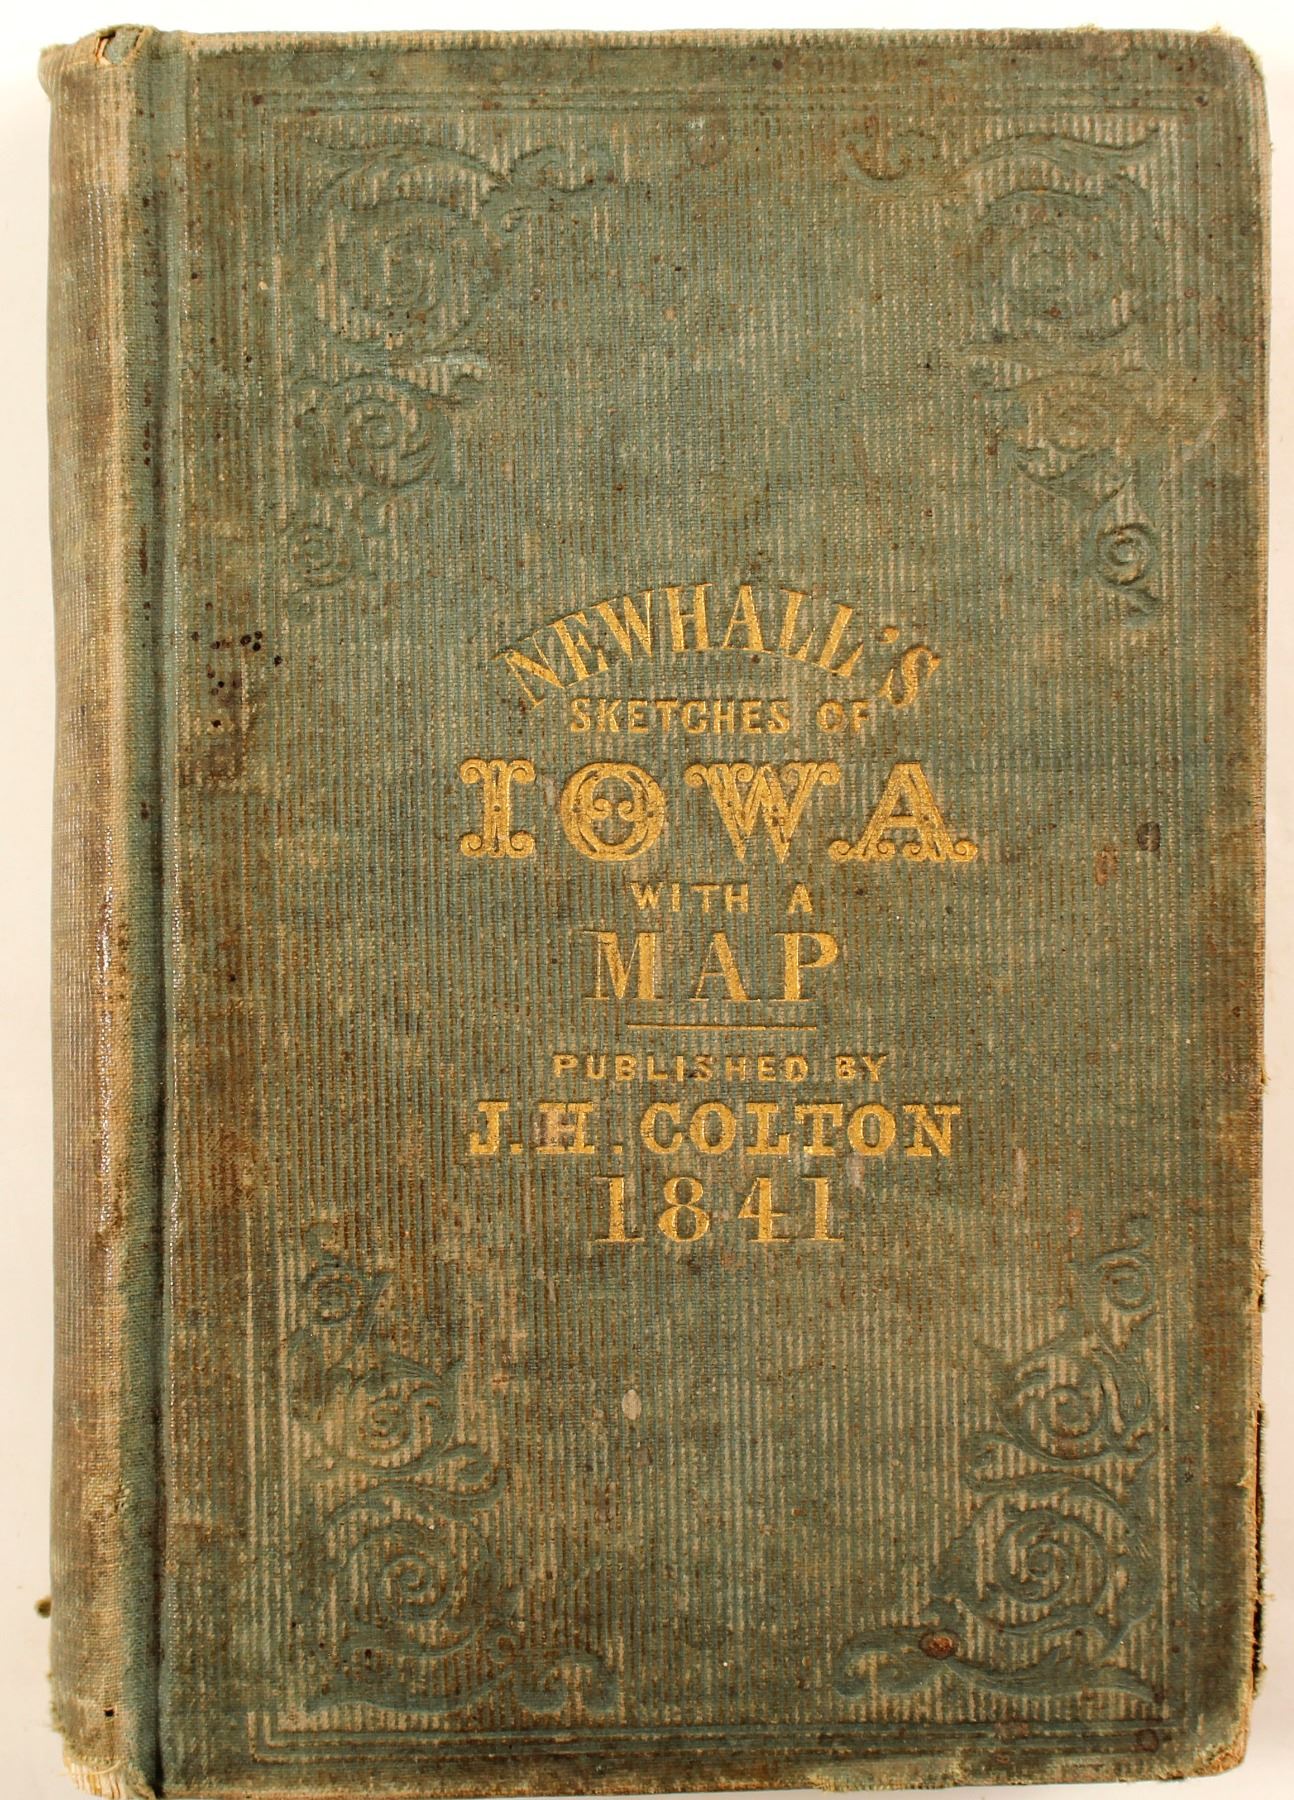 NEWHALL'S
SKETCHES OF
IOWA
WITH A
MAP
PUBLISHED BY
J.H. COLTON
1841